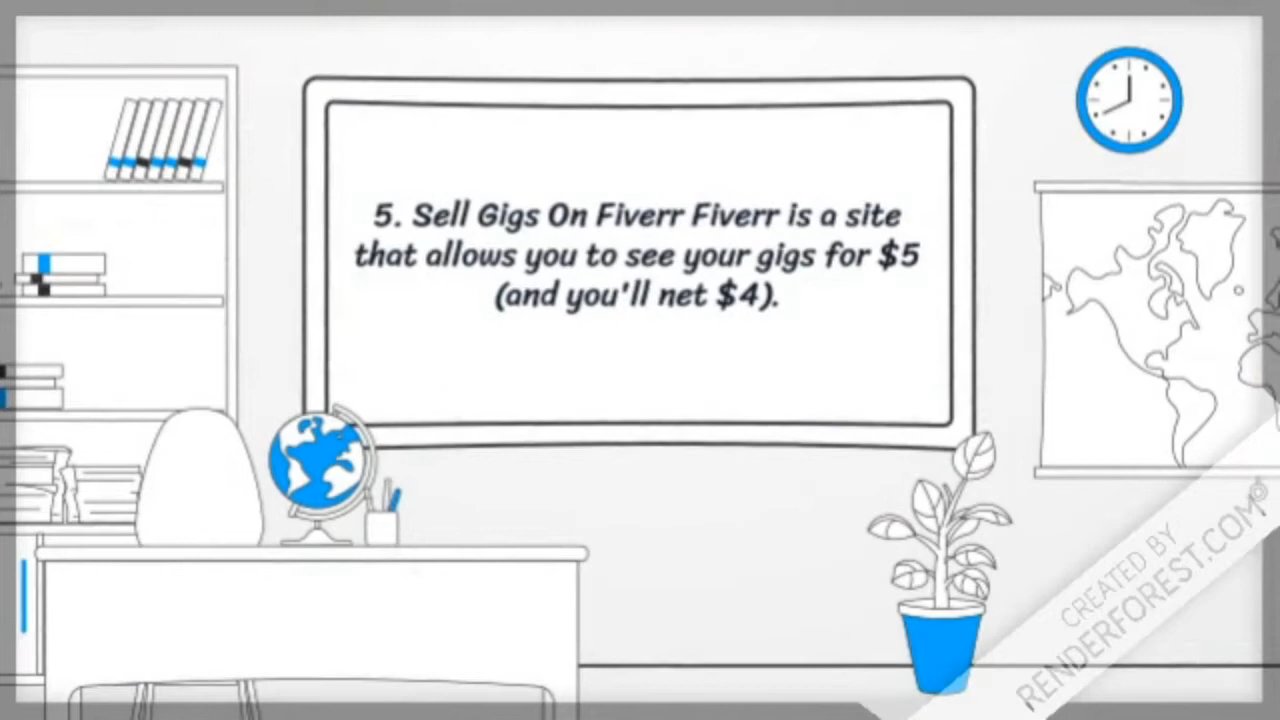 5. Sell Gigs On Fiverr Fiverr is a site
that allows you to see your gigs for $5
(and you'll net $4).
CREATED BY
RENDERFOREST.COM